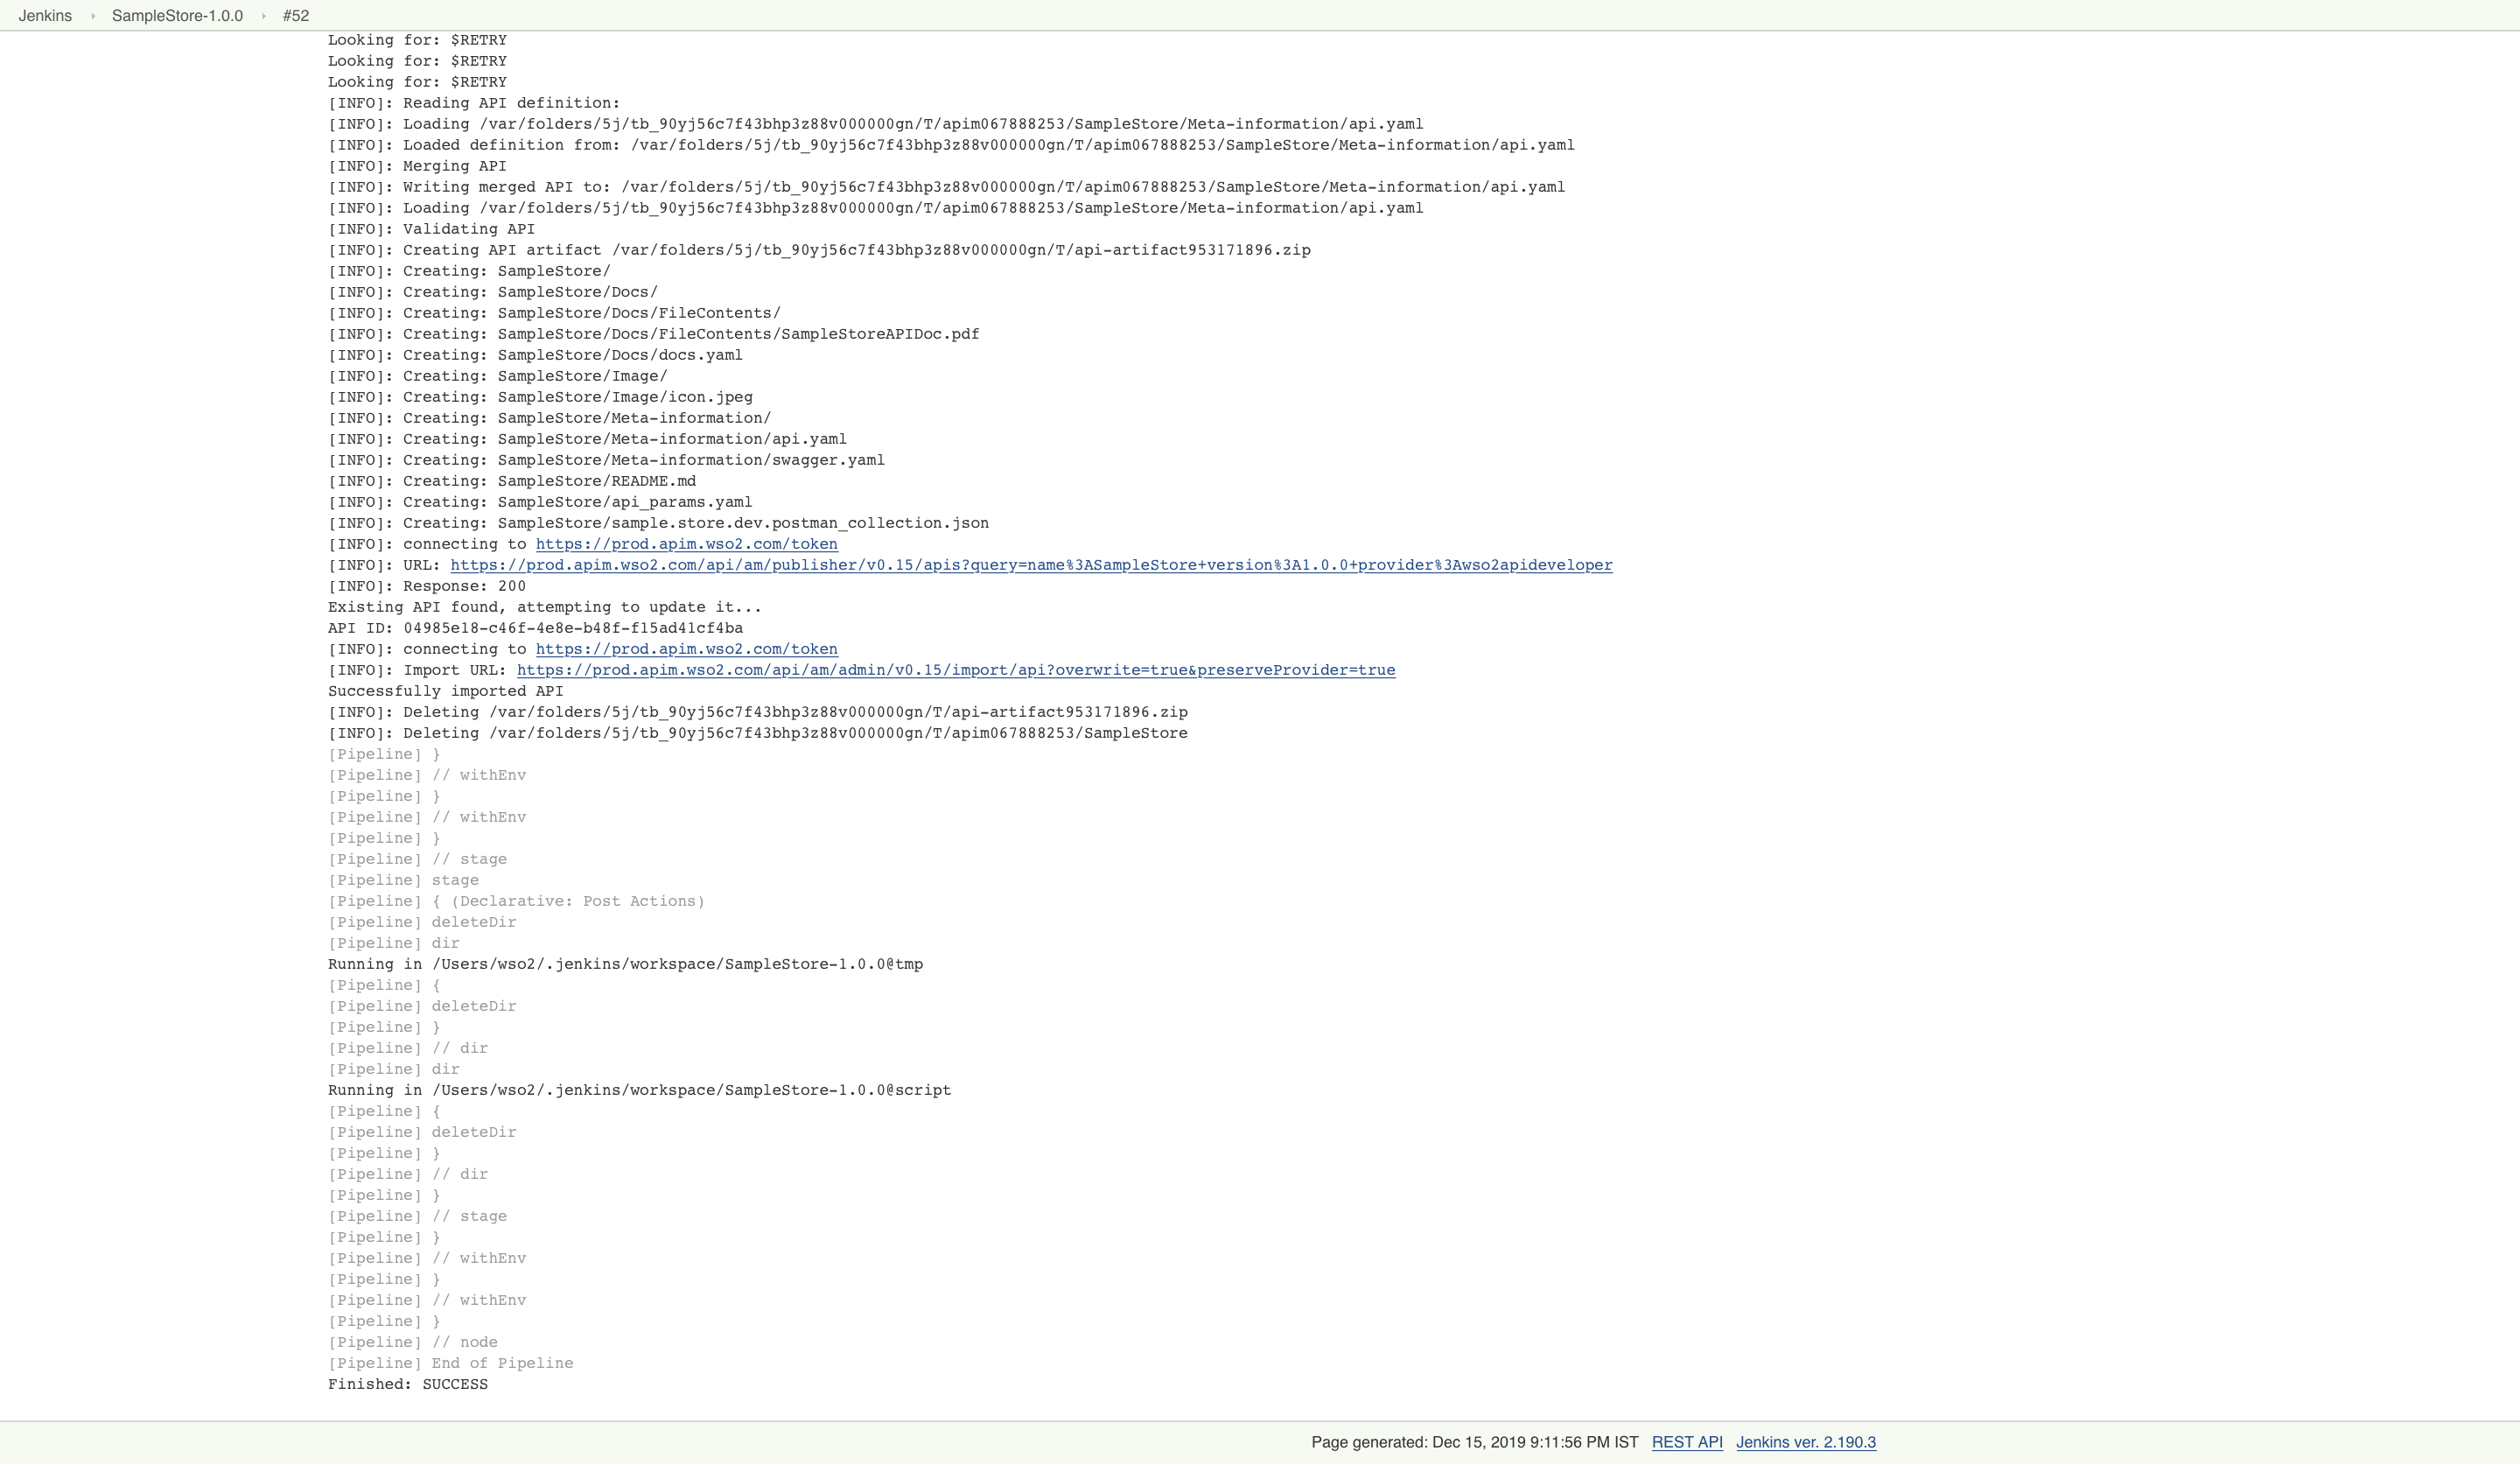 Jenkins › SampleStore-1.0.0 › #52
Looking for: $RETRY
Looking for: $RETRY
Looking for: $RETRY
[INFO]: Reading API definition:
[INFO]: Loading /var/folders/5j/tb_90yj56c7f43bhp3z88v000000gn/T/apim067888253/SampleStore/Meta-information/api.yaml
[INFO]: Loaded definition from: /var/folders/5j/tb_90yj56c7f43bhp3z88v000000gn/T/apim067888253/SampleStore/Meta-information/api.yaml
[INFO]: Merging API
[INFO]: Writing merged API to: /var/folders/5j/tb_90yj56c7f43bhp3z88v000000gn/T/apim067888253/SampleStore/Meta-information/api.yaml
[INFO]: Loading /var/folders/5j/tb_90yj56c7f43bhp3z88v000000gn/T/apim067888253/SampleStore/Meta-information/api.yaml
[INFO]: Validating API
[INFO]: Creating API artifact /var/folders/5j/tb_90yj56c7f43bhp3z88v000000gn/T/api-artifact953171896.zip
[INFO]: Creating: SampleStore/
[INFO]: Creating: SampleStore/Docs/
[INFO]: Creating: SampleStore/Docs/FileContents/
[INFO]: Creating: SampleStore/Docs/FileContents/SampleStoreAPIDoc.pdf
[INFO]: Creating: SampleStore/Docs/docs.yaml
[INFO]: Creating: SampleStore/Image/
[INFO]: Creating: SampleStore/Image/icon.jpeg
[INFO]: Creating: SampleStore/Meta-information/
[INFO]: Creating: SampleStore/Meta-information/api.yaml
[INFO]: Creating: SampleStore/Meta-information/swagger.yaml
[INFO]: Creating: SampleStore/README.md
[INFO]: Creating: SampleStore/api_params.yaml
[INFO]: Creating: SampleStore/sample.store.dev.postman_collection.json
[INFO]: connecting to https://prod.apim.wso2.com/token
[INFO]: URL: https://prod.apim.wso2.com/api/am/publisher/v0.15/apis?query=name%3ASampleStore+version%3A1.0.0+provider%3Awso2apideveloper
[INFO]: Response: 200
Existing API found, attempting to update it...
API ID: 04985e18-c46f-4e8e-b48f-f15ad41cf4ba
[INFO]: connecting to https://prod.apim.wso2.com/token
[INFO]: Import URL: https://prod.apim.wso2.com/api/am/admin/v0.15/import/api?overwrite=true&preserveProvider=true
Successfully imported API
[INFO]: Deleting /var/folders/5j/tb_90yj56c7f43bhp3z88v000000gn/T/api-artifact953171896.zip
[INFO]: Deleting /var/folders/5j/tb_90yj56c7f43bhp3z88v000000gn/T/apim067888253/SampleStore
[Pipeline] }
[Pipeline] // withEnv
[Pipeline] }
[Pipeline] // withEnv
[Pipeline] }
[Pipeline] // stage
[Pipeline] stage
[Pipeline] { (Declarative: Post Actions)
[Pipeline] deleteDir
[Pipeline] dir
Running in /Users/wso2/.jenkins/workspace/SampleStore-1.0.0@tmp
[Pipeline] {
[Pipeline] deleteDir
[Pipeline] }
[Pipeline] // dir
[Pipeline] dir
Running in /Users/wso2/.jenkins/workspace/SampleStore-1.0.0@script
[Pipeline] {
[Pipeline] deleteDir
[Pipeline] }
[Pipeline] // dir
[Pipeline] }
[Pipeline] // stage
[Pipeline] }
[Pipeline] // withEnv
[Pipeline] }
[Pipeline] // withEnv
[Pipeline] }
[Pipeline] // node
[Pipeline] End of Pipeline
Finished: SUCCESS
Page generated: Dec 15, 2019 9:11:56 PM IST REST API Jenkins ver. 2.190.3